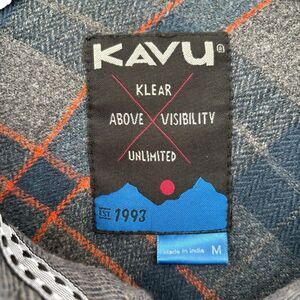 KAVU®
KLEAR
ABOVE VISIBILITY
UNLIMITED
EST 1993
Made in India M